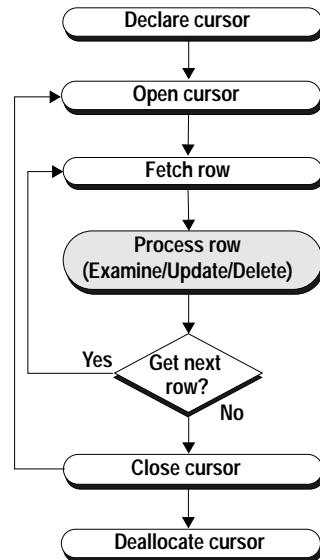 Declare cursor
Open cursor
Fetch row
Process row
(Examine/Update/Delete)
Yes
Get next
row?
No
Close cursor
Deallocate cursor